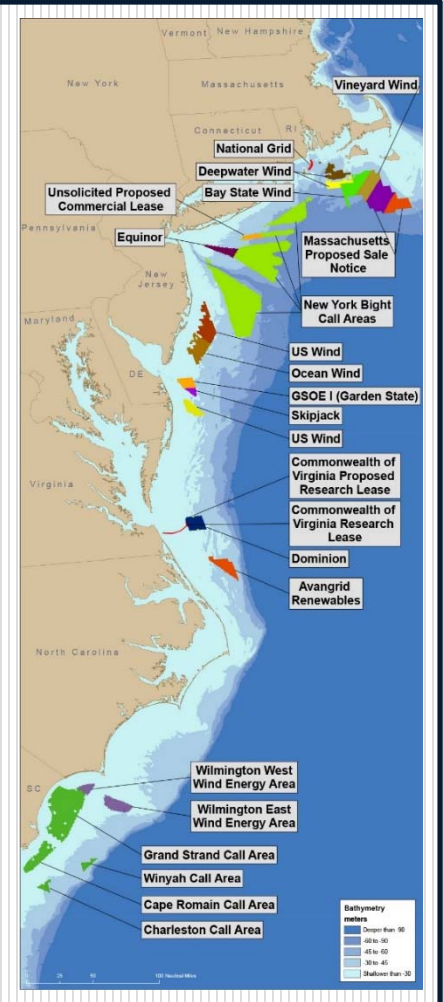 Vermont
New Hampshire
Vineyard Wind
New York
Massachusetts
Connecticut
RI
National Grid
Deepwater Wind
Bay State Wind
Unsolicited Proposed
Commercial Lease
Pennsylvania
Equinor
Massachusetts
Proposed Sale
Notice
New
Jersey
New York Bight
Call Areas
Maryland
US Wind
DE
Ocean Wind
GSOE I (Garden State)
Skipjack
US Wind
Commonwealth of
Virginia Proposed
Research Lease
Virginia
Commonwealth of
Virginia Research
Lease
Dominion
Avangrid
Renewables
North Carolina
Wilmington West
Wind Energy Area
SC
Wilmington East
Wind Energy Area
Grand Strand Call Area
Winyah Call Area
Cape Romain Call Area
Charleston Call Area
Bathymetry
meters
Deeper than -90
-60 to -90
-45 to -60
-30 to -45
Shallower than -30
0 25 50 100 Nautical Miles